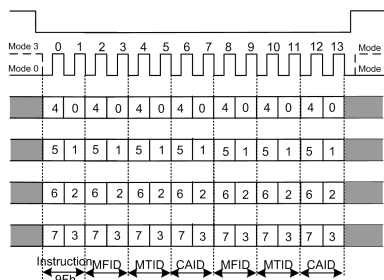 Mode 3 0 1 2 3 4 5 6 7 8 9 10 11 12 13 Mode
Mode 0 Mode
4 0 4 0 4 0 4 0 4 0 4 0 4 0
5 1 5 1 5 1 5 1 5 1 5 1 5 1
6 2 6 2 6 2 6 2 6 2 6 2 6 2
7 3 7 3 7 3 7 3 7 3 7 3 7 3
Instruction MFID MTID CAID MFID MTID CAID
9Fh